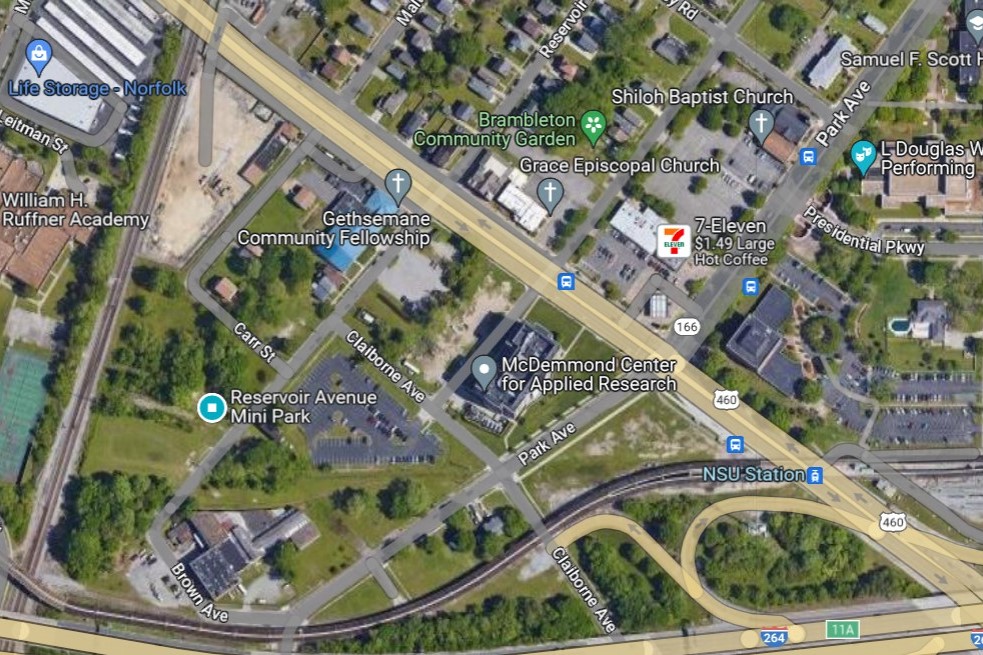 Life Storage - Norfolk
Leitman St
William H.
Ruffner Academy
Reservoir
Rd
Samuel F. Scott H
Shiloh Baptist Church
Park Ave
Brambleton
Community Garden
L Douglas W
Performing
Grace Episcopal Church
Gethsemane
Community Fellowship
7-Eleven
$1.49 Large
Hot Coffee
ELEVEN
Presidential Pkwy
166
Carr St
Claiborne Ave
McDemmond Center
for Applied Research
Reservoir Avenue
Mini Park
460
Park Ave
NSU Station
460
Brown Ave
Claiborne Ave
264
11A